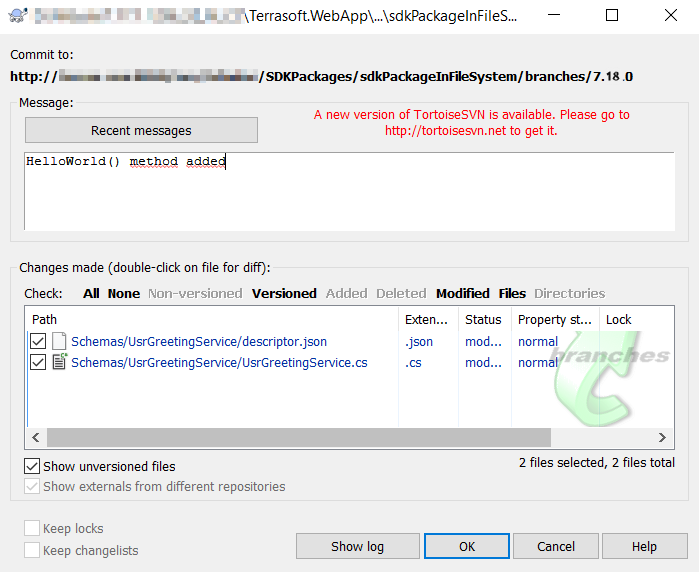 \Terrasoft.WebApp\...\sdkPackageInFileS...
Commit to:
http:// /SDKPackages/sdkPackageInFileSystem/branches/7.18.0
Message:
Recent messages
A new version of TortoiseSVN is available. Please go to
http://tortoisesvn.net to get it.
HelloWorld() method added
Changes made (double-click on file for diff):
Check: All None Non-versioned Versioned Added Deleted Modified Files Directories
Path Exten... Status Property st... Lock
Schemas/UsrGreetingService/descriptor.json .json mod... normal
Schemas/UsrGreetingService/UsrGreetingService.cs .cs mod... normal
branches
Show unversioned files
2 files selected, 2 files total
Show externals from different repositories
Keep locks
Keep changelists
Show log OK Cancel Help